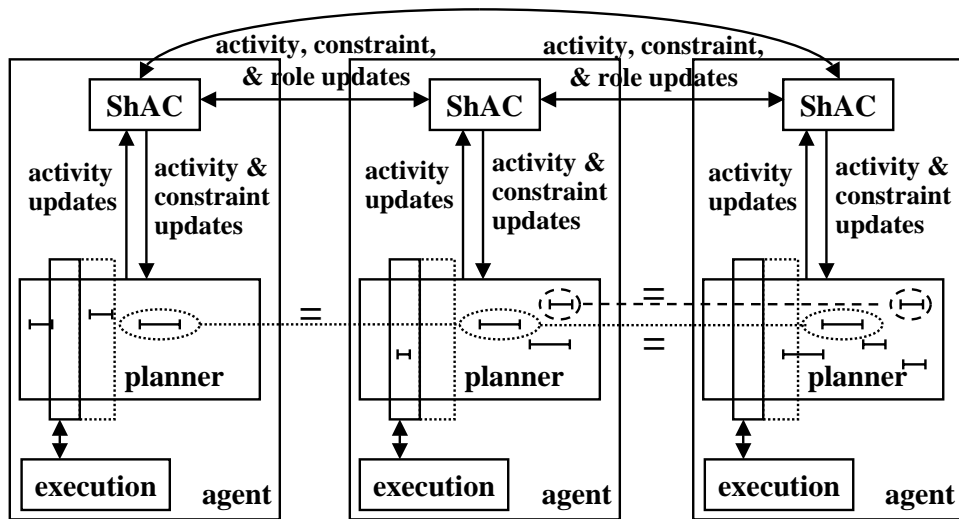 activity, constraint,
& role updates
activity, constraint,
& role updates
ShAC
ShAC
ShAC
activity
updates
activity &
constraint
updates
activity
updates
activity &
constraint
updates
activity
updates
activity &
constraint
updates
=
=
=
planner
planner
planner
execution
agent
execution
agent
execution
agent